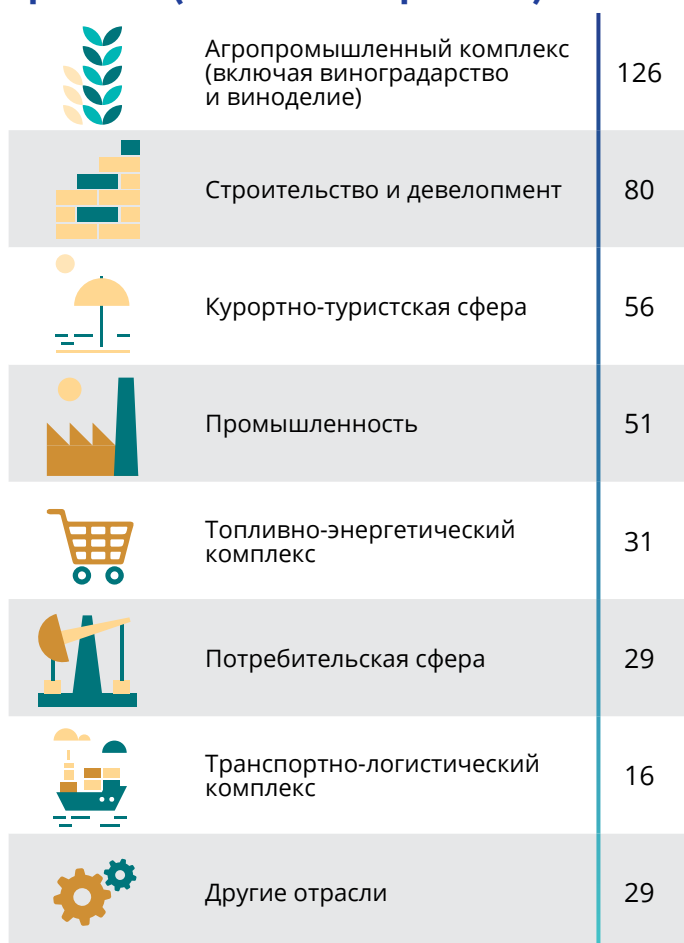 Агропромышленный комплекс
(включая виноградарство
и виноделие)
126
Строительство и девелопмент
80
Курортно-туристская сфера
56
Промышленность
51
Топливно-энергетический
комплекс
31
Потребительская сфера
29
Транспортно-логистический
комплекс
16
Другие отрасли
29